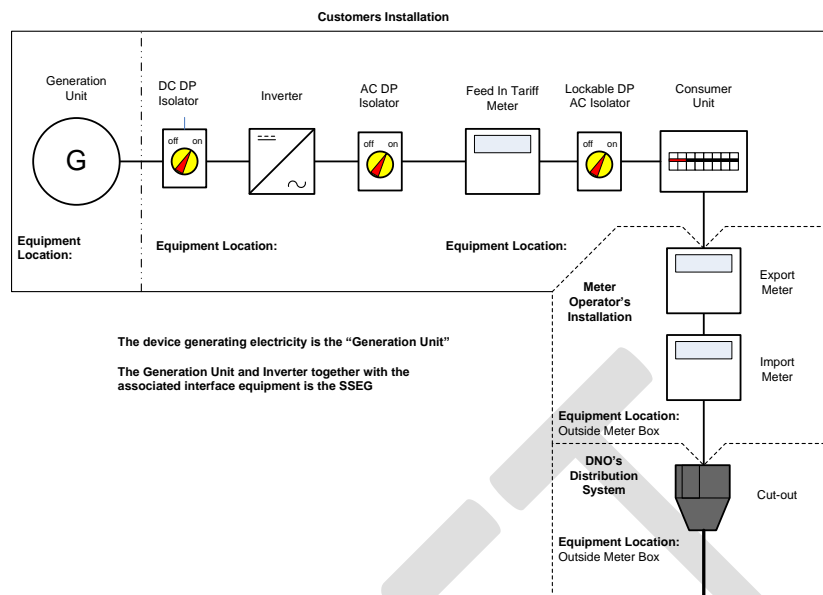 Customers Installation
Generation
Unit
DC DP
Isolator
Inverter
AC DP
Isolator
Feed In Tariff
Meter
Lockable DP
AC Isolator
Consumer
Unit
G
off on
off on
off on
Equipment
Location:
Equipment Location:
Equipment Location:
Meter
Operator's
Installation
Export
Meter
The device generating electricity is the “Generation Unit”
The Generation Unit and Inverter together with the
associated interface equipment is the SSEG
Import
Meter
Equipment Location:
Outside Meter Box
DNO's
Distribution
System
Cut-out
Equipment Location:
Outside Meter Box